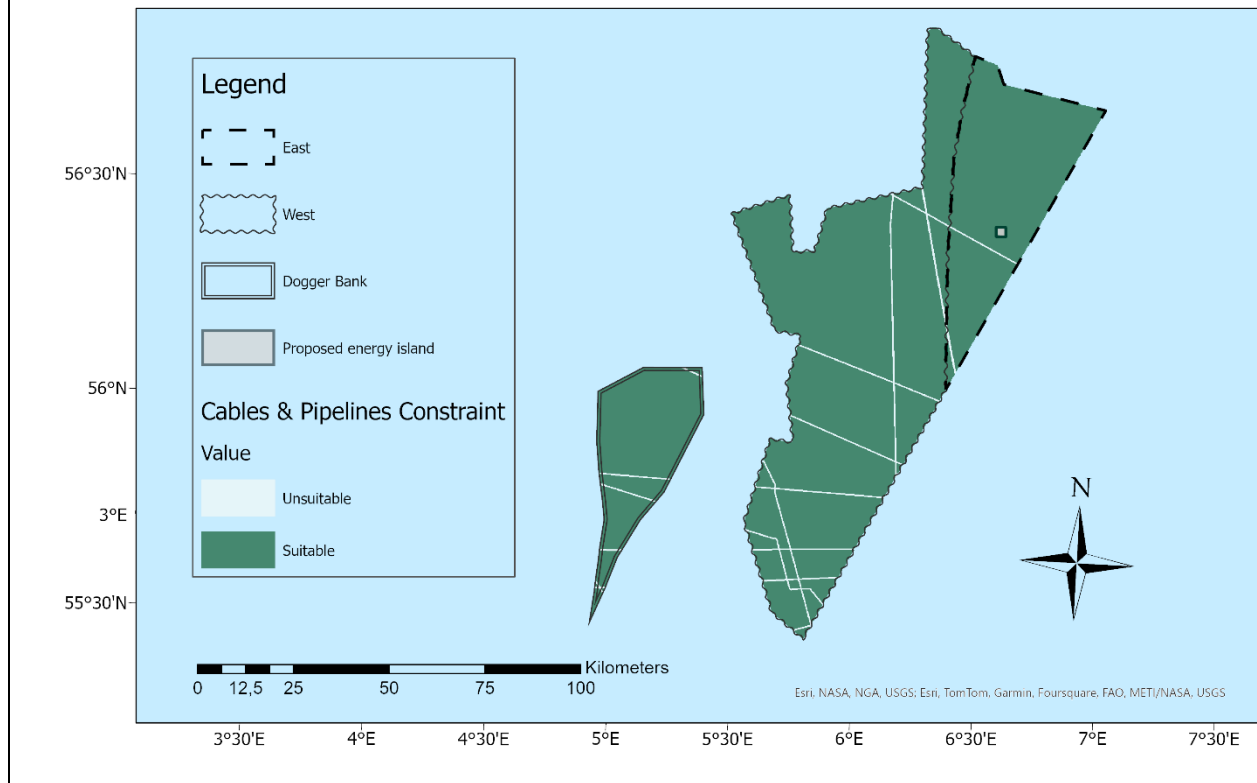 Legend
East
West
Dogger Bank
Proposed energy island
Cables & Pipelines Constraint
Value
Unsuitable
Suitable
56°30'N
56°N
3°E
55°30'N
N
Kilometers
0 12,5 25 50 75 100
Esri, NASA, NGA, USGS; Esri, TomTom, Garmin, Foursquare, FAO, METI/NASA, USGS
3°30'E 4°E 4°30'E 5°E 5°30'E 6°E 6°30'E 7°E 7°30'E